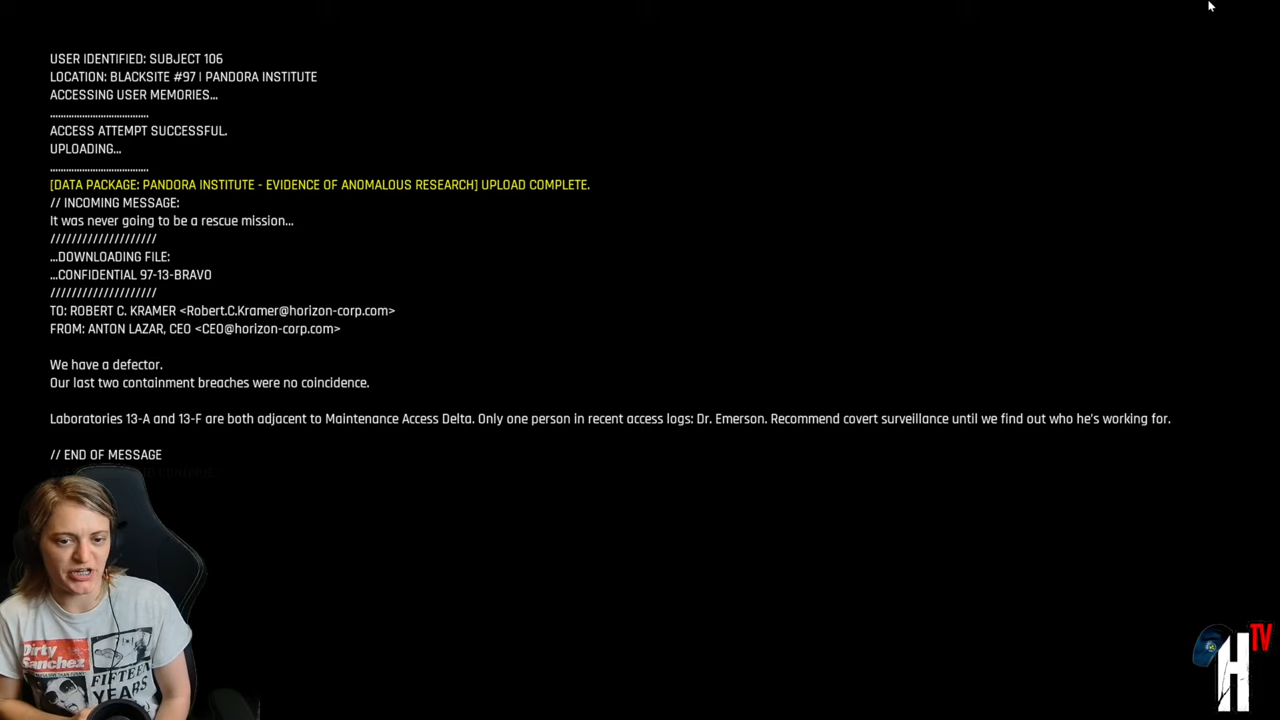 USER IDENTIFIED: SUBJECT 106
LOCATION: BLACKSITE #97 | PANDORA INSTITUTE
ACCESSING USER MEMORIES...
......................................
ACCESS ATTEMPT SUCCESSFUL.
UPLOADING...
......................................
[DATA PACKAGE: PANDORA INSTITUTE - EVIDENCE OF ANOMALOUS RESEARCH] UPLOAD COMPLETE.
// INCOMING MESSAGE:
It was never going to be a rescue mission...
////////////////////
...DOWNLOADING FILE:
...CONFIDENTIAL 97-13-BRAVO
////////////////////
TO: ROBERT C. KRAMER <Robert.C.Kramer@horizon-corp.com>
FROM: ANTON LAZAR, CEO <CEO@horizon-corp.com>
We have a defector.
Our last two containment breaches were no coincidence.
Laboratories 13-A and 13-F are both adjacent to Maintenance Access Delta. Only one person in recent access logs: Dr. Emerson. Recommend covert surveillance until we find out who he's working for.
// END OF MESSAGE
Dirty
Sanchez
FIFTEEN
YEARS
H TV